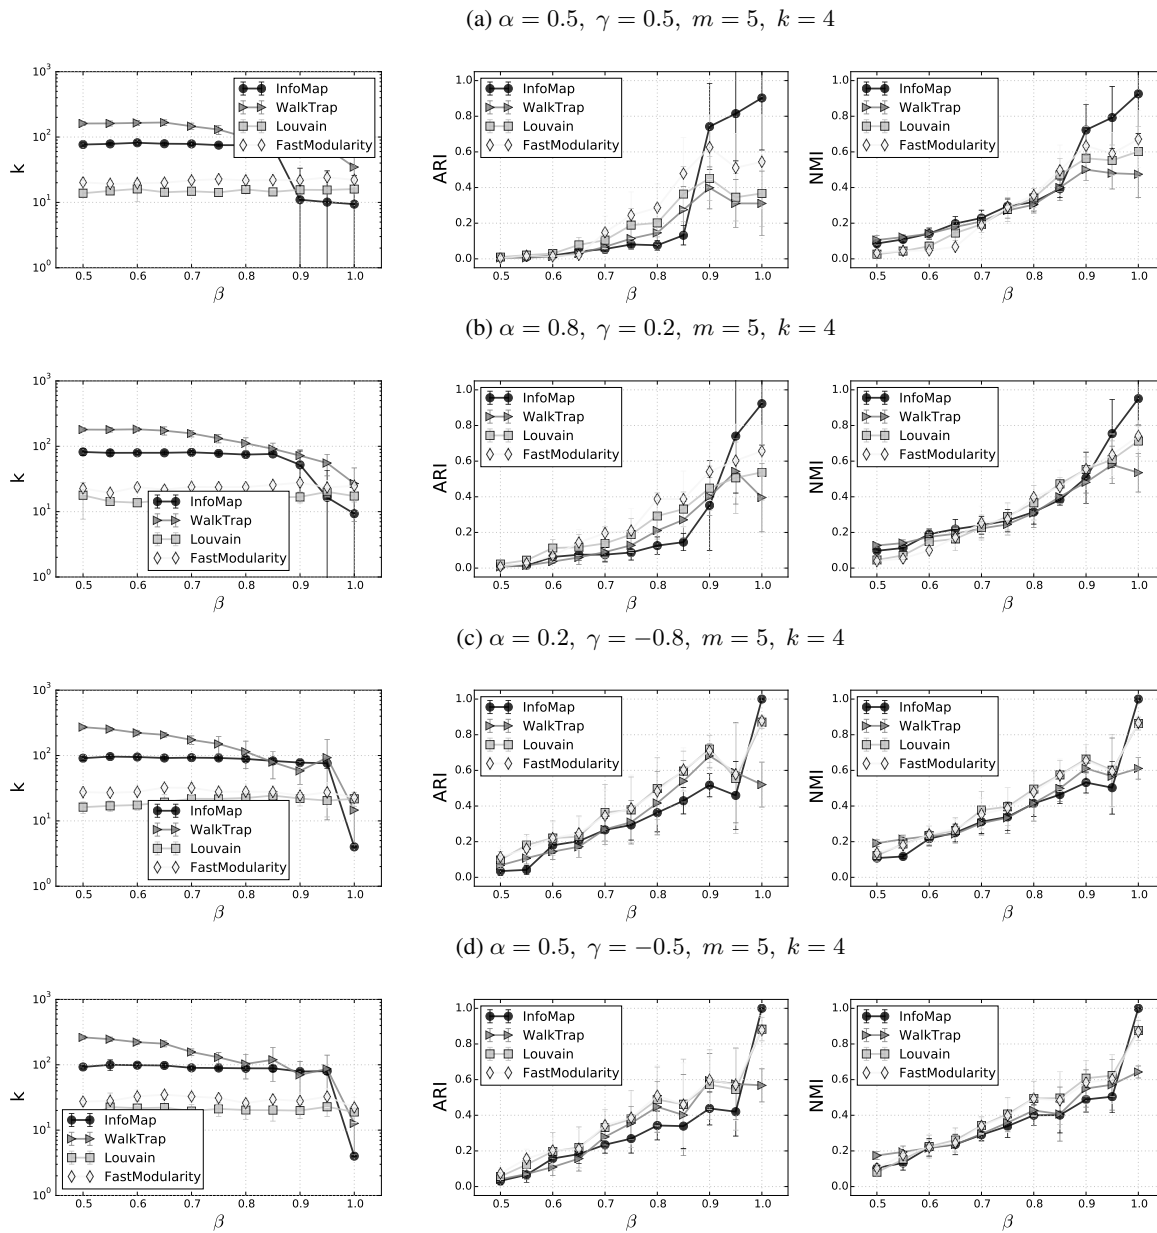 (a) α = 0.5, γ = 0.5, m = 5, k = 4
10³
10²
10¹
10⁰
k
InfoMap
WalkTrap
Louvain
FastModularity
0.5 0.6 0.7 0.8 0.9 1.0
β
1.0
0.8
0.6
0.4
0.2
0.0
ARI
InfoMap
WalkTrap
Louvain
FastModularity
0.5 0.6 0.7 0.8 0.9 1.0
β
1.0
0.8
0.6
0.4
0.2
0.0
NMI
InfoMap
WalkTrap
Louvain
FastModularity
0.5 0.6 0.7 0.8 0.9 1.0
β
(b) α = 0.8, γ = 0.2, m = 5, k = 4
10³
10²
10¹
10⁰
k
InfoMap
WalkTrap
Louvain
FastModularity
0.5 0.6 0.7 0.8 0.9 1.0
β
1.0
0.8
0.6
0.4
0.2
0.0
ARI
InfoMap
WalkTrap
Louvain
FastModularity
0.5 0.6 0.7 0.8 0.9 1.0
β
1.0
0.8
0.6
0.4
0.2
0.0
NMI
InfoMap
WalkTrap
Louvain
FastModularity
0.5 0.6 0.7 0.8 0.9 1.0
β
(c) α = 0.2, γ = −0.8, m = 5, k = 4
10³
10²
10¹
10⁰
k
InfoMap
WalkTrap
Louvain
FastModularity
0.5 0.6 0.7 0.8 0.9 1.0
β
1.0
0.8
0.6
0.4
0.2
0.0
ARI
InfoMap
WalkTrap
Louvain
FastModularity
0.5 0.6 0.7 0.8 0.9 1.0
β
1.0
0.8
0.6
0.4
0.2
0.0
NMI
InfoMap
WalkTrap
Louvain
FastModularity
0.5 0.6 0.7 0.8 0.9 1.0
β
(d) α = 0.5, γ = −0.5, m = 5, k = 4
10³
10²
10¹
10⁰
k
InfoMap
WalkTrap
Louvain
FastModularity
0.5 0.6 0.7 0.8 0.9 1.0
β
1.0
0.8
0.6
0.4
0.2
0.0
ARI
InfoMap
WalkTrap
Louvain
FastModularity
0.5 0.6 0.7 0.8 0.9 1.0
β
1.0
0.8
0.6
0.4
0.2
0.0
NMI
InfoMap
WalkTrap
Louvain
FastModularity
0.5 0.6 0.7 0.8 0.9 1.0
β